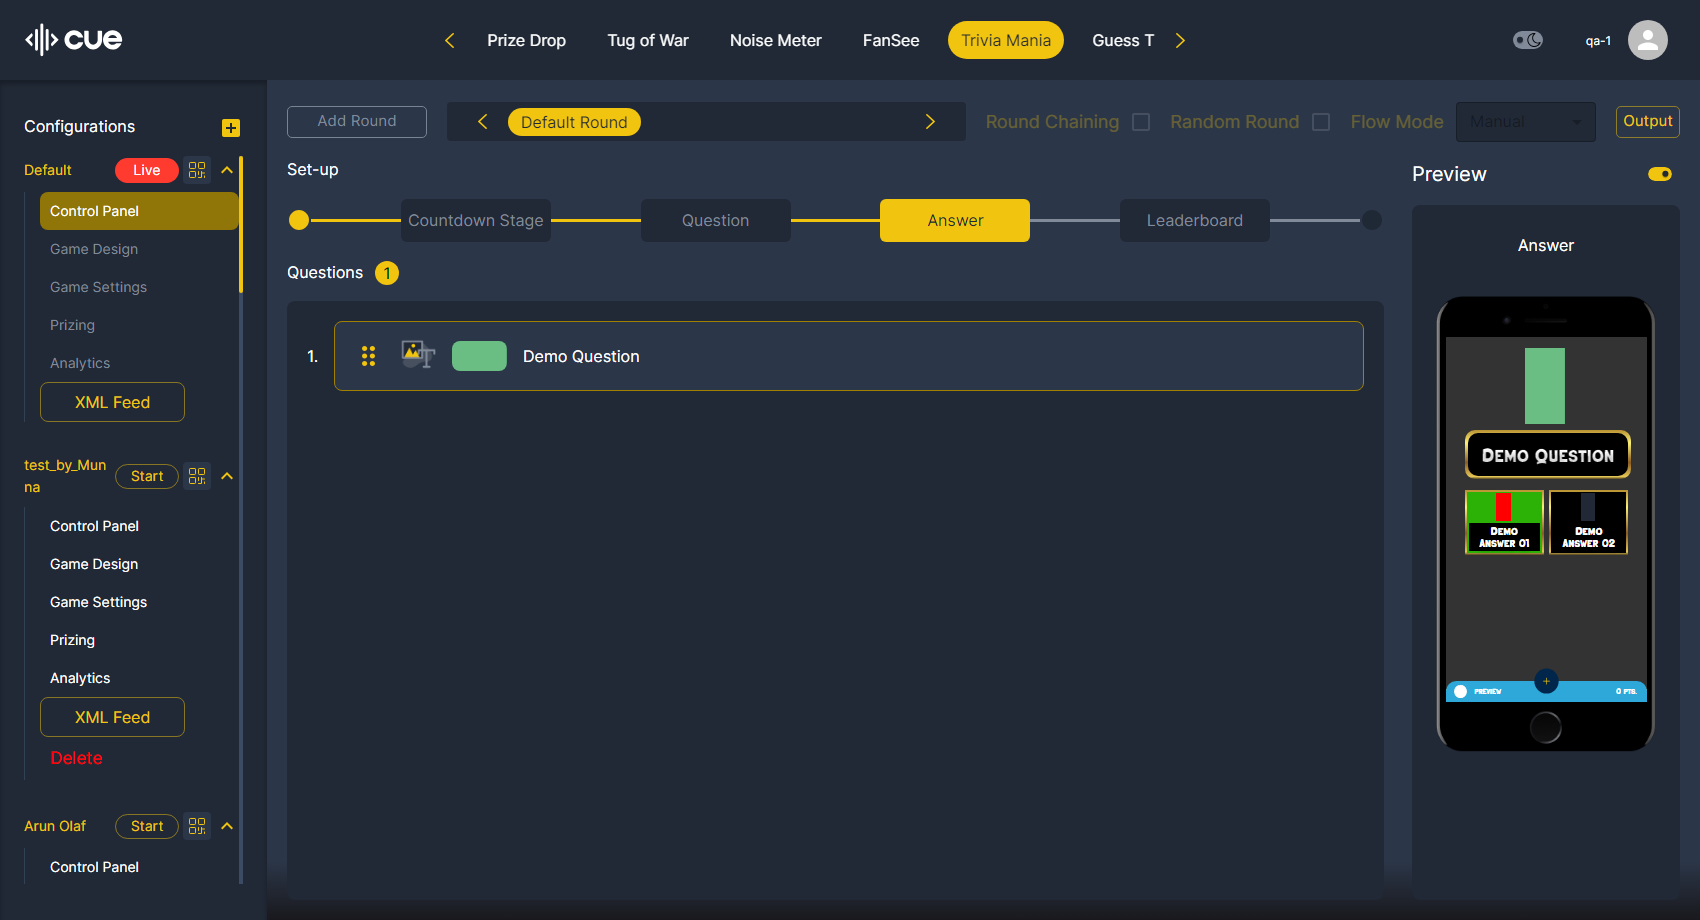 cue
Prize Drop
Tug of War
Noise Meter
FanSee
Trivia Mania
Guess T
qa-1
Configurations
Default
Live
Control Panel
Game Design
Game Settings
Prizing
Analytics
XML Feed
test_by_Mun
na
Start
Control Panel
Game Design
Game Settings
Prizing
Analytics
XML Feed
Delete
Arun Olaf
Start
Control Panel
Add Round
Default Round
Round Chaining
Random Round
Flow Mode
Manual
Output
Set-up
Countdown Stage
Question
Answer
Leaderboard
Questions 1
1.
T
Demo Question
Preview
Answer
Demo Question
Demo
Answer 01
Demo
Answer 02
+
PREVIEW
0 PTS.